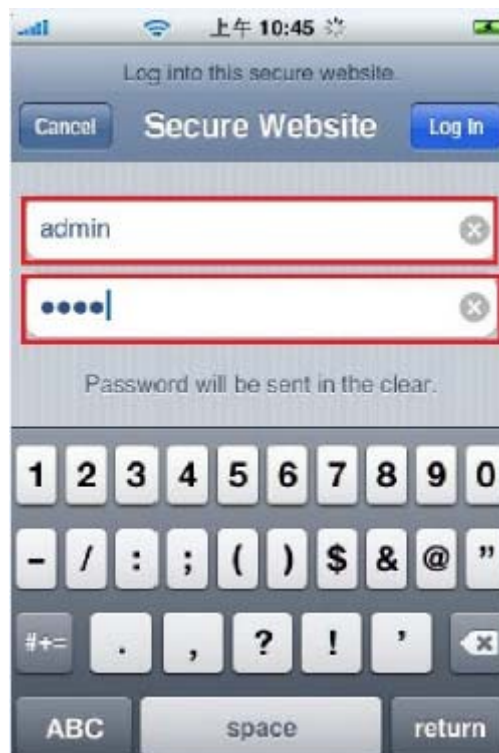 上午 10:45
Log into this secure website.
Cancel Secure Website Log In
admin
••••
Password will be sent in the clear.
1 2 3 4 5 6 7 8 9 0
- / : ; ( ) $ & @ "
#+= . , ? ! '
ABC space return